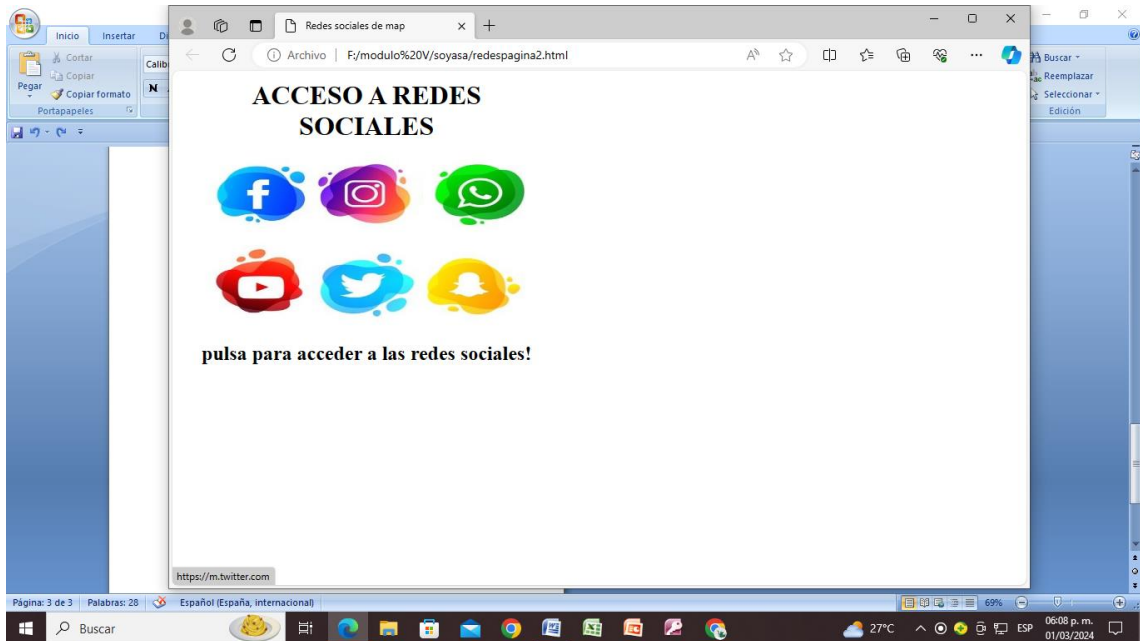 Redes sociales de map
Inicio
Insertar
Archivo
F:/modulo%20V/soyasa/redespagina2.html
Cortar
Copiar
Copiar formato
Pegar
Portapapeles
Calib
N
Buscar
Reemplazar
Seleccionar
Edición
ACCESO A REDES
SOCIALES
pulsa para acceder a las redes sociales!
https://m.twitter.com
Página: 3 de 3
Palabras: 28
Español (España, internacional)
69%
Buscar
27°C
ESP
06:08 p. m.
01/03/2024